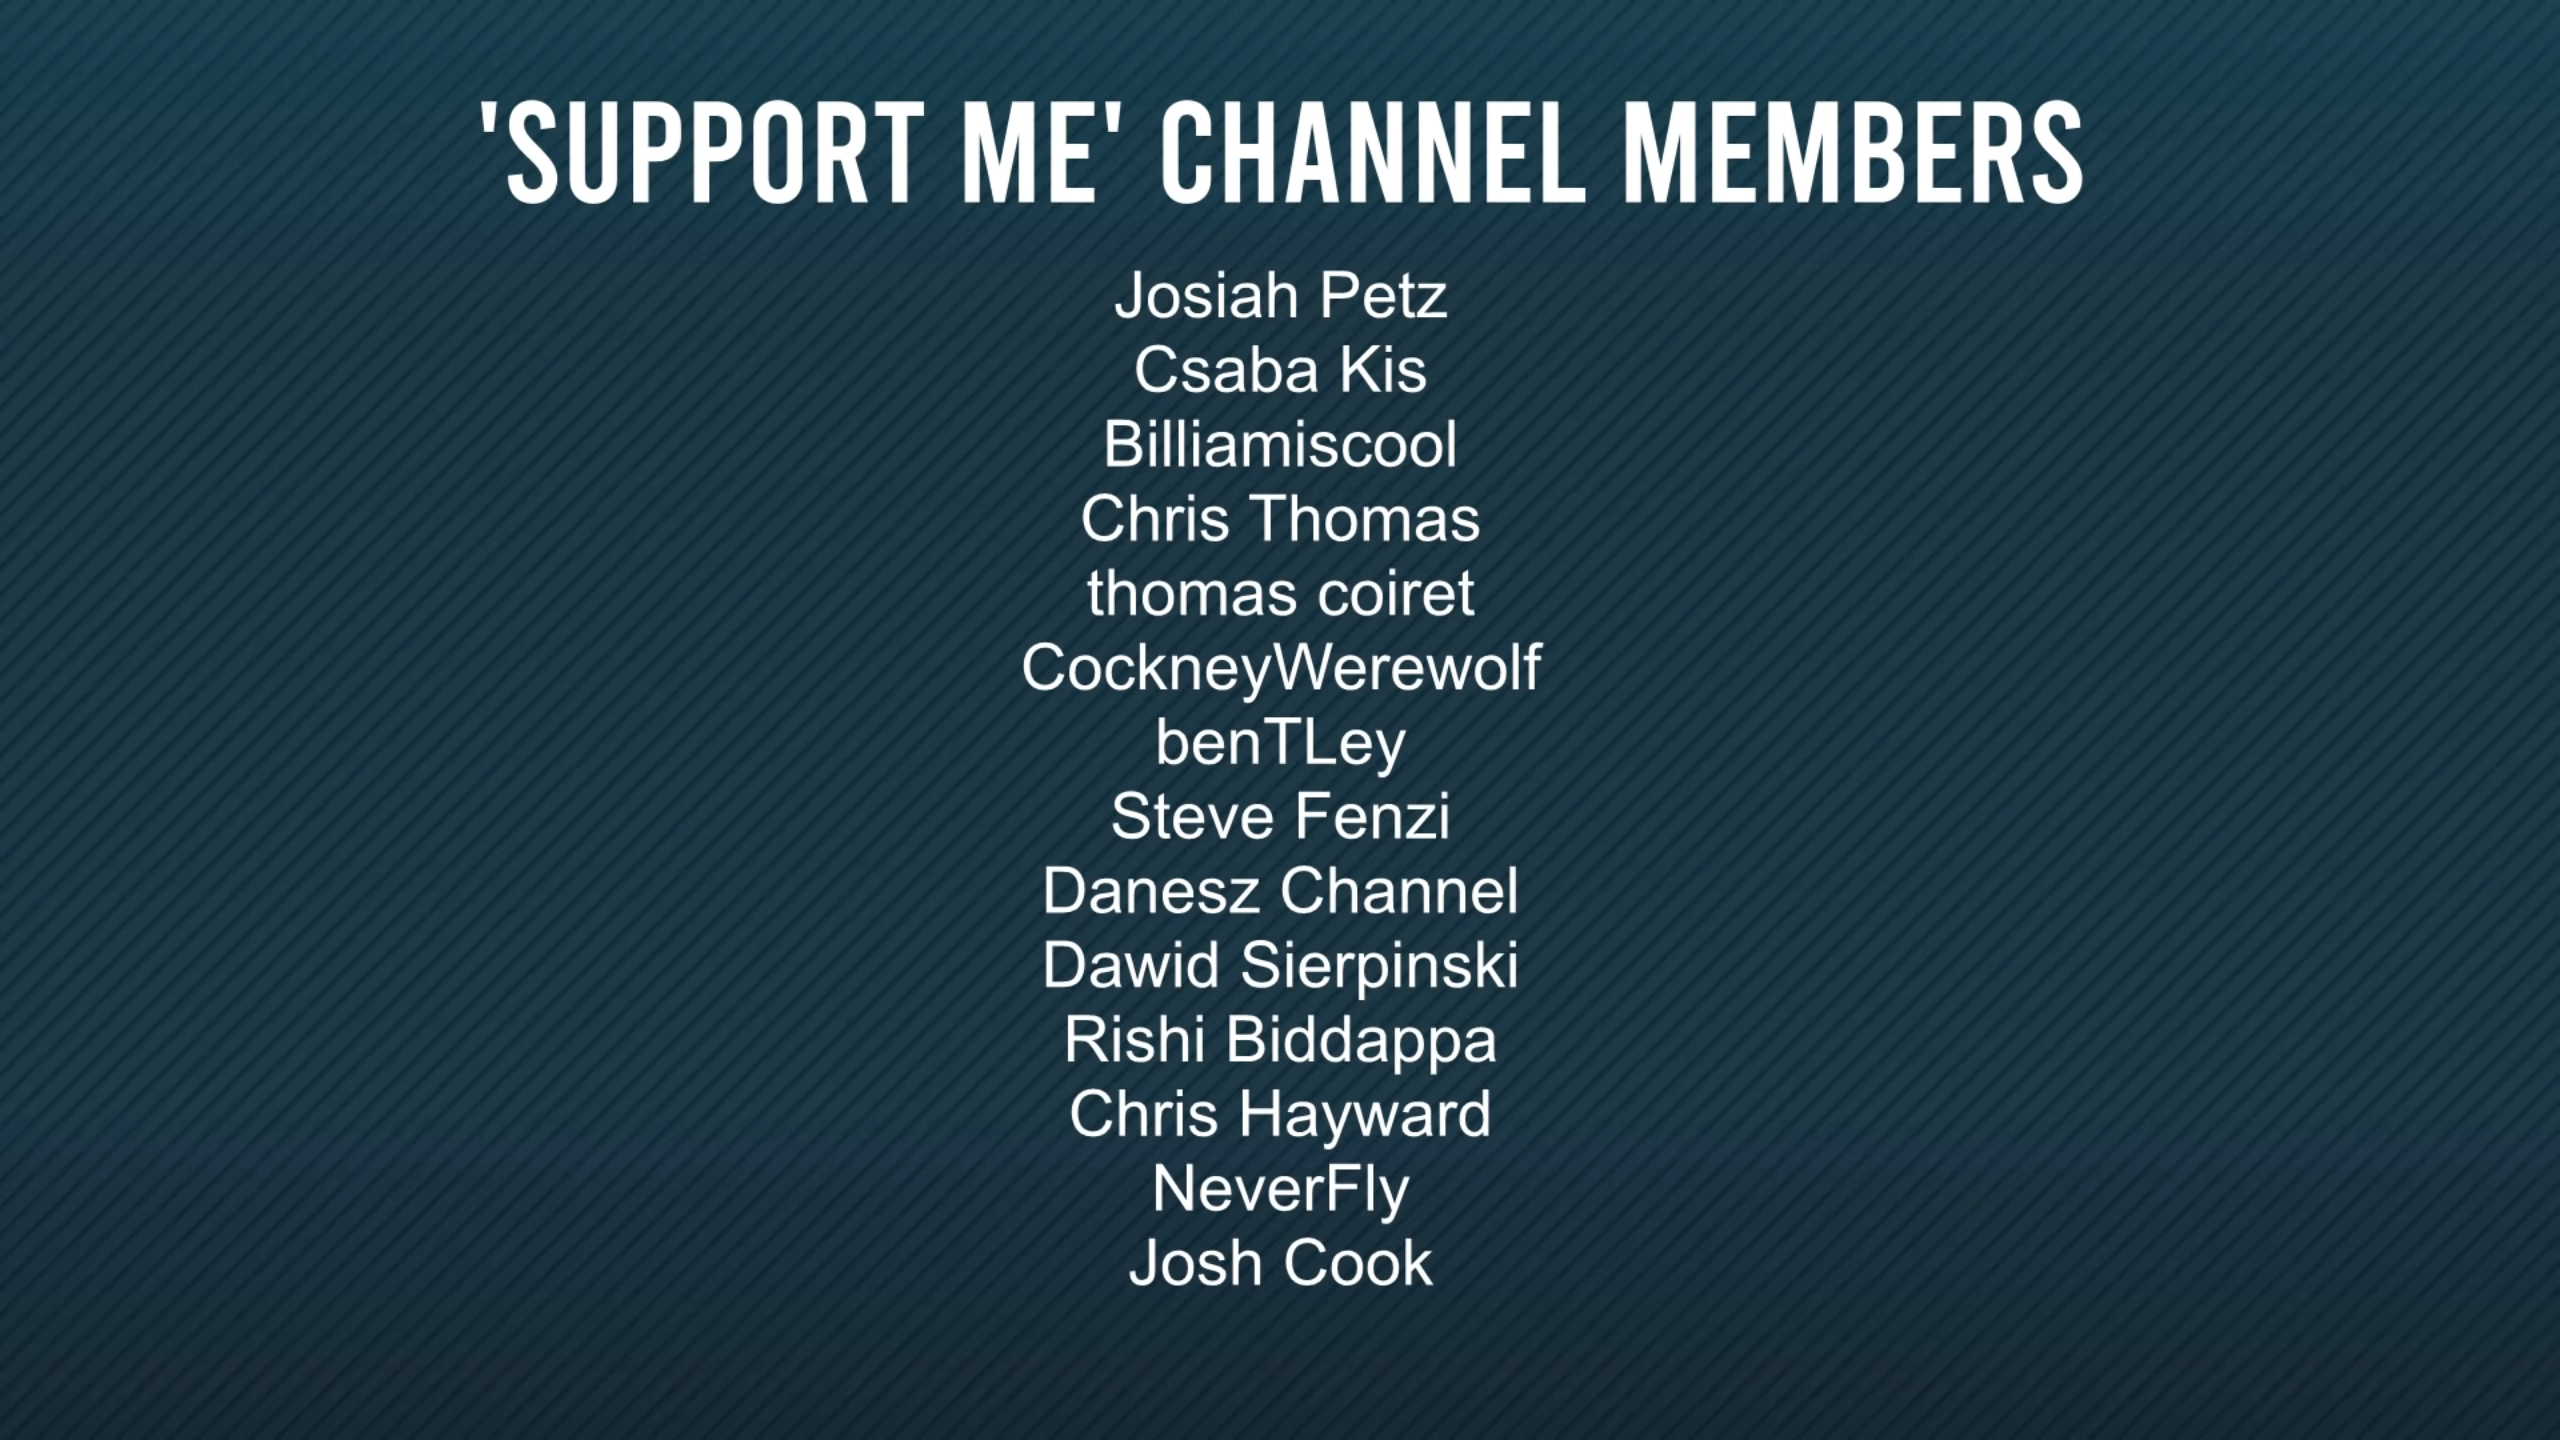 'SUPPORT ME' CHANNEL MEMBERS
Josiah Petz
Csaba Kis
Billiamiscool
Chris Thomas
thomas coiret
CockneyWerewolf
benTLey
Steve Fenzi
Danesz Channel
Dawid Sierpinski
Rishi Biddappa
Chris Hayward
NeverFly
Josh Cook